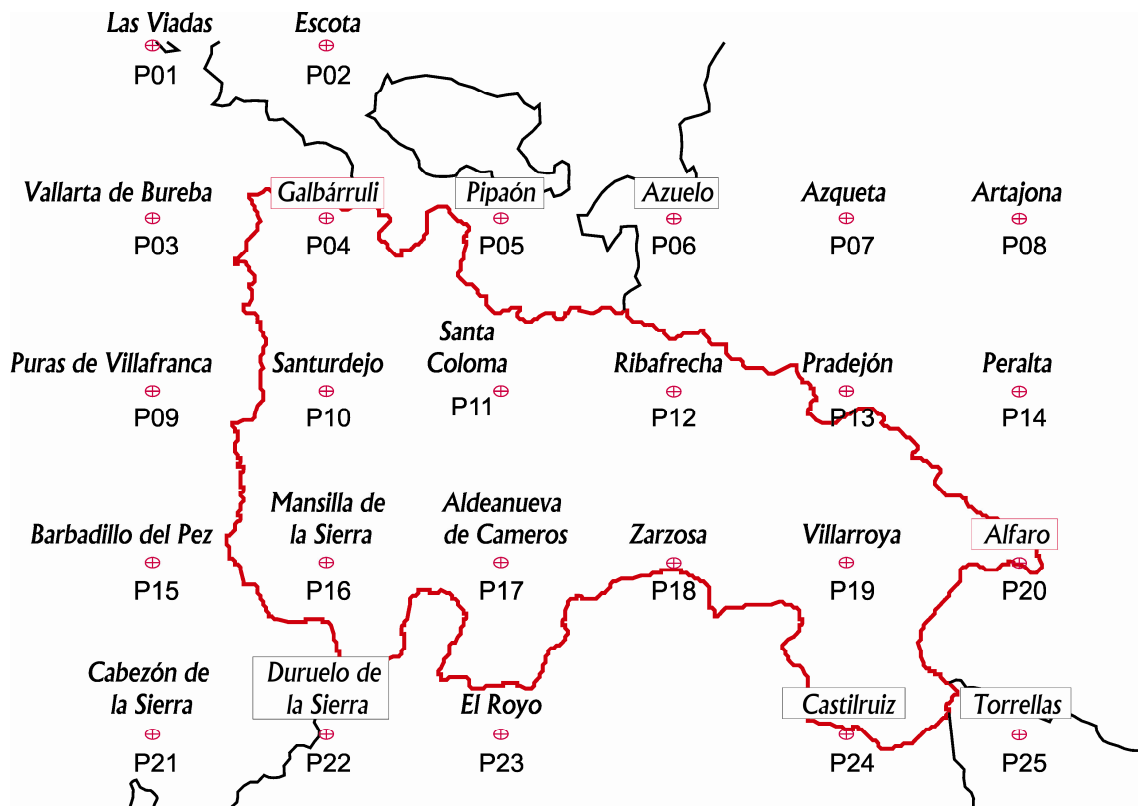 Las Viadas
Escota
P01
P02
Vallarta de Bureba
Galbárruli
Pipaón
Azuelo
Azqueta
Artajona
P03
P04
P05
P06
P07
P08
Puras de Villafranca
Santurdejo
Santa
Coloma
Ribafrecha
Pradejón
Peralta
P09
P10
P11
P12
P13
P14
Barbadillo del Pez
Mansilla de
la Sierra
Aldeanueva
de Cameros
Zarzosa
Villarroya
Alfaro
P15
P16
P17
P18
P19
P20
Cabezón de
la Sierra
Duruelo de
la Sierra
El Royo
Castilruiz
Torrellas
P21
P22
P23
P24
P25